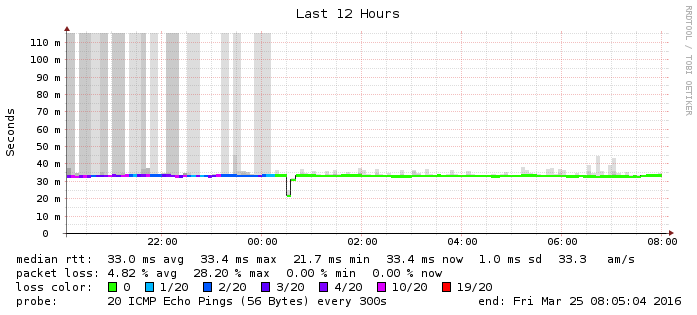 Last 12 Hours
RRDTOOL / TOBI OETIKER
Seconds
110 m
100 m
90 m
80 m
70 m
60 m
50 m
40 m
30 m
20 m
10 m
0
22:00 00:00 02:00 04:00 06:00 08:00
median rtt: 33.0 ms avg 33.4 ms max 21.7 ms min 33.4 ms now 1.0 ms sd 33.3 am/s
packet loss: 4.82 % avg 28.20 % max 0.00 % min 0.00 % now
loss color: 0 1/20 2/20 3/20 4/20 10/20 19/20
probe: 20 ICMP Echo Pings (56 Bytes) every 300s end: Fri Mar 25 08:05:04 2016